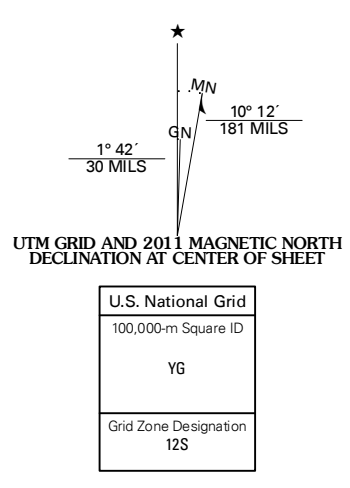 ★
MN
GN
10° 12´
181 MILS
1° 42´
30 MILS
UTM GRID AND 2011 MAGNETIC NORTH
DECLINATION AT CENTER OF SHEET
U.S. National Grid
100,000-m Square ID
YG
Grid Zone Designation
12S